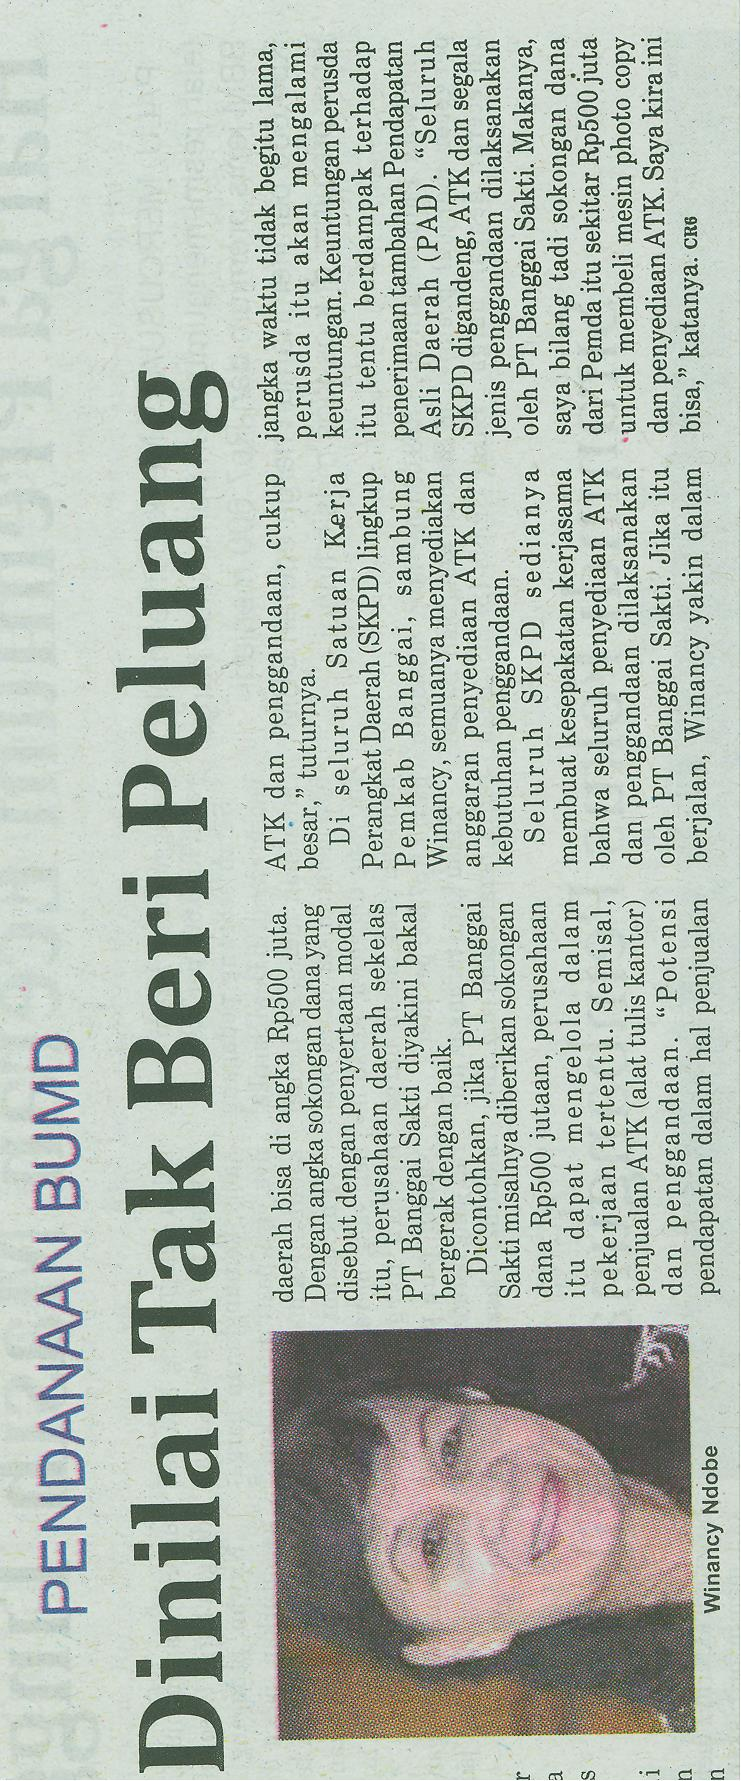 PENDANAAN BUMD
Dinilai Tak Beri Peluang
Winancy Ndobe
daerah bisa di angka Rp500 juta.
Dengan angka sokongan dana yang
disebut dengan penyertaan modal
itu, perusahaan daerah sekelas
PT Banggai Sakti diyakini bakal
bergerak dengan baik.
Dicontohkan, jika PT Banggai
Sakti misalnya diberikan sokongan
dana Rp500 jutaan, perusahaan
itu dapat mengelola dalam
pekerjaan tertentu. Semisal,
penjualan ATK (alat tulis kantor)
dan penggandaan. “Potensi
pendapatan dalam hal penjualan
ATK dan penggandaan, cukup
besar,” tuturnya.
Di seluruh Satuan Kerja
Perangkat Daerah (SKPD) lingkup
Pemkab Banggai, sambung
Winancy, semuanya menyediakan
anggaran penyediaan ATK dan
kebutuhan penggandaan.
Seluruh SKPD sedianya
membuat kesepakatan kerjasama
bahwa seluruh penyediaan ATK
dan penggandaan dilaksanakan
oleh PT Banggai Sakti. Jika itu
berjalan, Winancy yakin dalam
jangka waktu tidak begitu lama,
perusda itu akan mengalami
keuntungan. Keuntungan perusda
itu tentu berdampak terhadap
penerimaan tambahan Pendapatan
Asli Daerah (PAD). “Seluruh
SKPD digandeng, ATK dan segala
jenis penggandaan dilaksanakan
oleh PT Banggai Sakti. Makanya,
saya bilang tadi sokongan dana
dari Pemda itu sekitar Rp500 juta
untuk membeli mesin photo copy
dan penyediaan ATK. Saya kira ini
bisa,” katanya. CR6